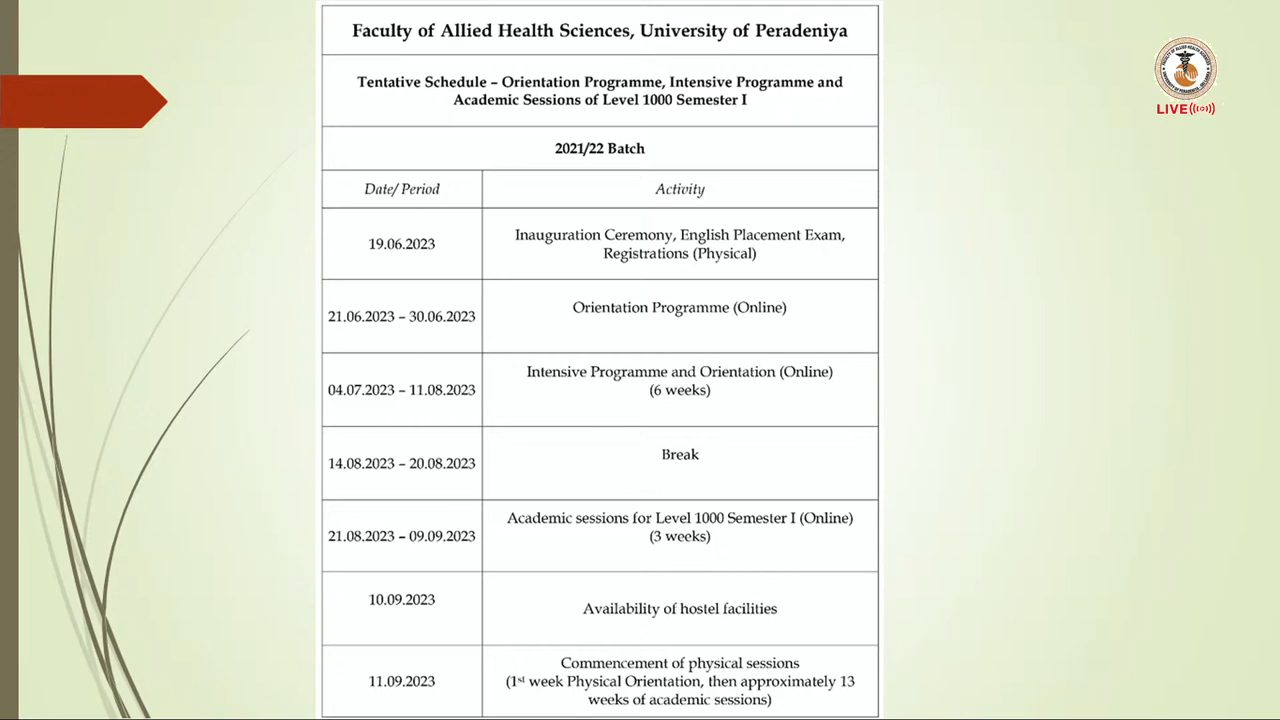 Faculty of Allied Health Sciences, University of Peradeniya
Tentative Schedule – Orientation Programme, Intensive Programme and
Academic Sessions of Level 1000 Semester I
2021/22 Batch
Date/ Period
Activity
19.06.2023
Inauguration Ceremony, English Placement Exam,
Registrations (Physical)
21.06.2023 – 30.06.2023
Orientation Programme (Online)
04.07.2023 – 11.08.2023
Intensive Programme and Orientation (Online)
(6 weeks)
14.08.2023 – 20.08.2023
Break
21.08.2023 – 09.09.2023
Academic sessions for Level 1000 Semester I (Online)
(3 weeks)
10.09.2023
Availability of hostel facilities
11.09.2023
Commencement of physical sessions
(1st week Physical Orientation, then approximately 13
weeks of academic sessions)
LIVE